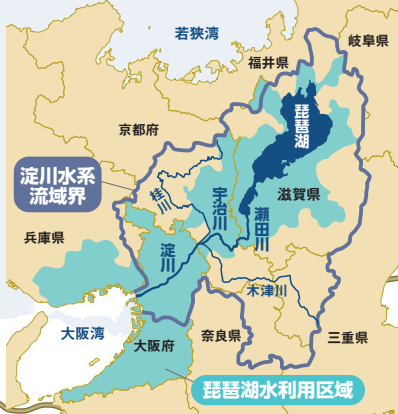 若狭湾
岐阜県
福井県
琵琶湖
京都府
淀川水系
流域界
桂川
宇治川
滋賀県
瀬田川
兵庫県
淀川
木津川
大阪湾
奈良県
三重県
大阪府
琵琶湖水利用区域